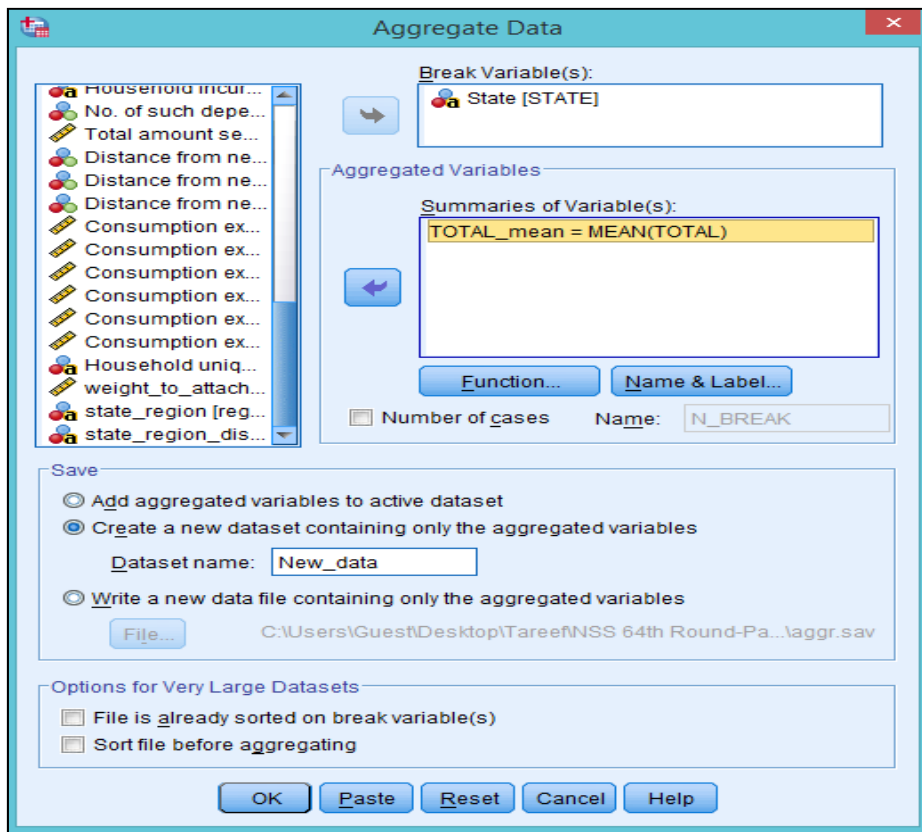 Aggregate Data
Household incur...
No. of such depe...
Total amount se...
Distance from ne...
Distance from ne...
Distance from ne...
Consumption ex...
Consumption ex...
Consumption ex...
Consumption ex...
Consumption ex...
Consumption ex...
Household uniq...
weight_to_attach...
state_region [reg...
state_region_dis...
Break Variable(s):
State [STATE]
Aggregated Variables
Summaries of Variable(s):
TOTAL_mean = MEAN(TOTAL)
Function... Name & Label...
Number of cases Name: N_BREAK
Save
Add aggregated variables to active dataset
Create a new dataset containing only the aggregated variables
Dataset name: New_data
Write a new data file containing only the aggregated variables
File... C:\Users\Guest\Desktop\Tareef\NSS 64th Round-Pa...\aggr.sav
Options for Very Large Datasets
File is already sorted on break variable(s)
Sort file before aggregating
OK Paste Reset Cancel Help